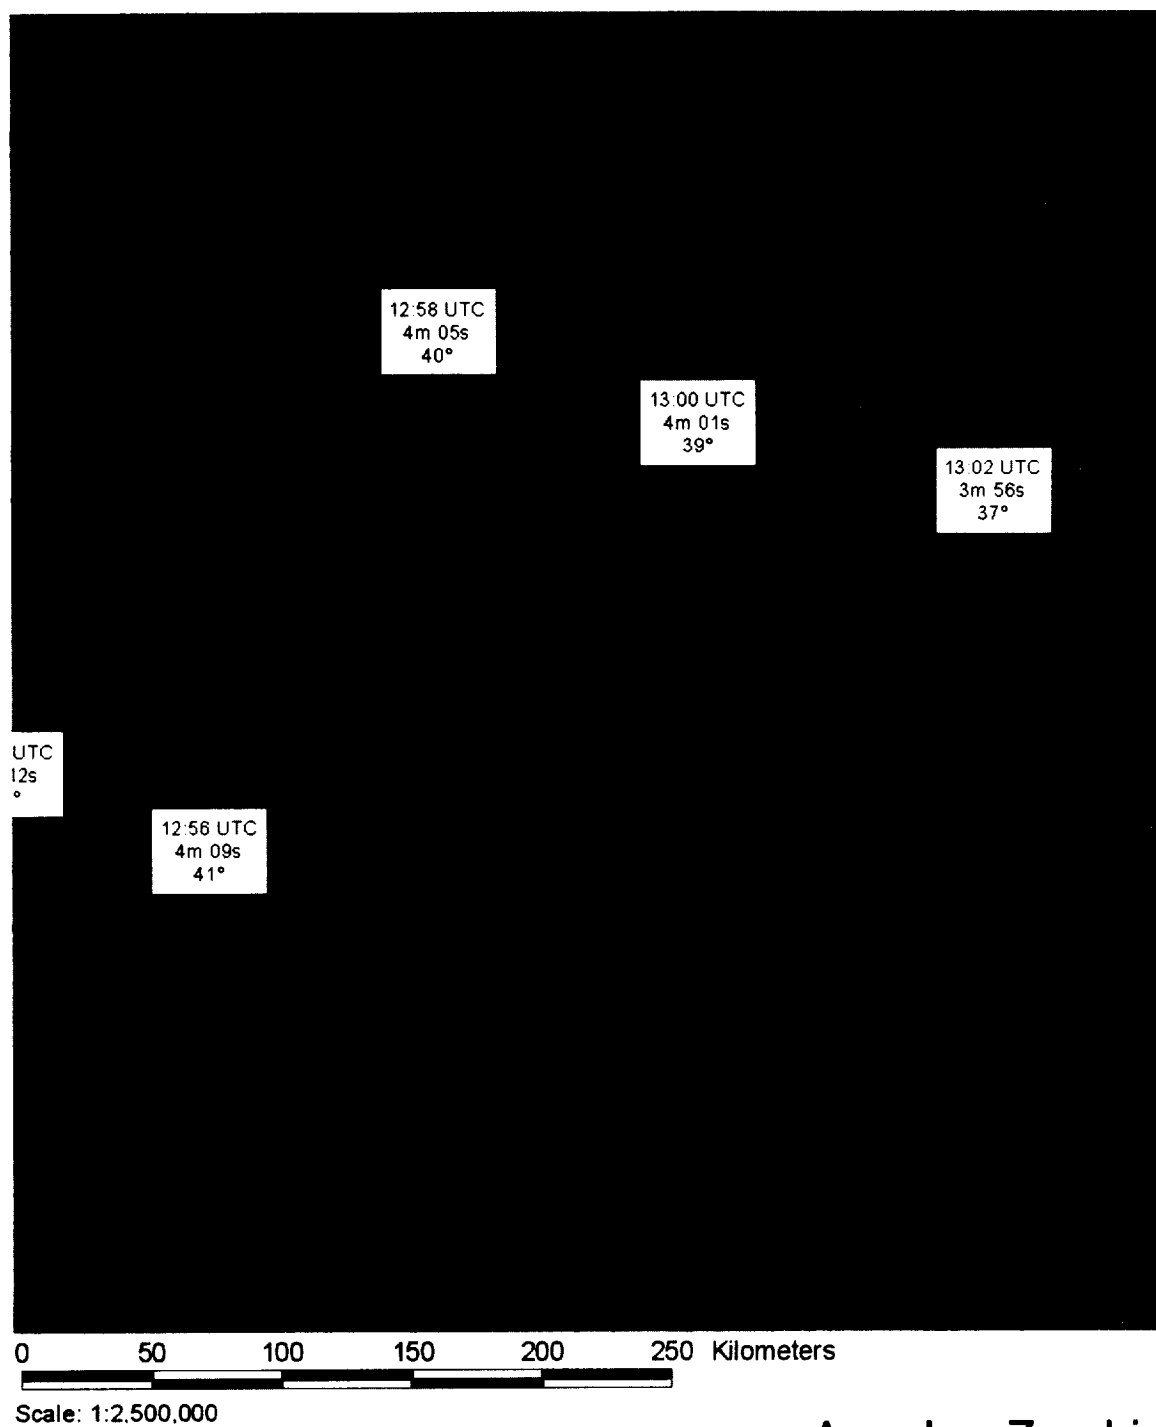 12:58 UTC
4m 05s
40°
13:00 UTC
4m 01s
39°
13:02 UTC
3m 56s
37°
UTC
12s
°
12:56 UTC
4m 09s
41°
0 50 100 150 200 250 Kilometers
Scale: 1:2,500,000